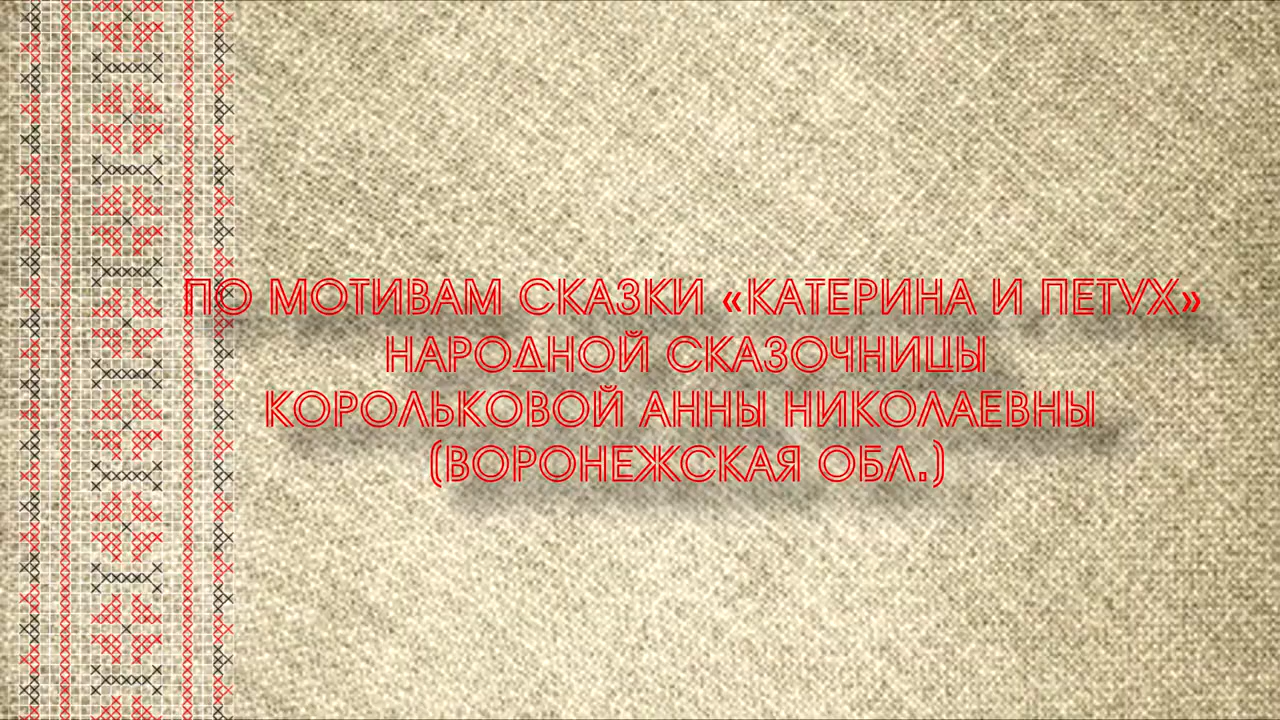 ПО МОТИВАМ СКАЗКИ «КАТЕРИНА И ПЕТУХ»
НАРОДНОЙ СКАЗОЧНИЦЫ
КОРОЛЬКОВОЙ АННЫ НИКОЛАЕВНЫ
(ВОРОНЕЖСКАЯ ОБЛ.)